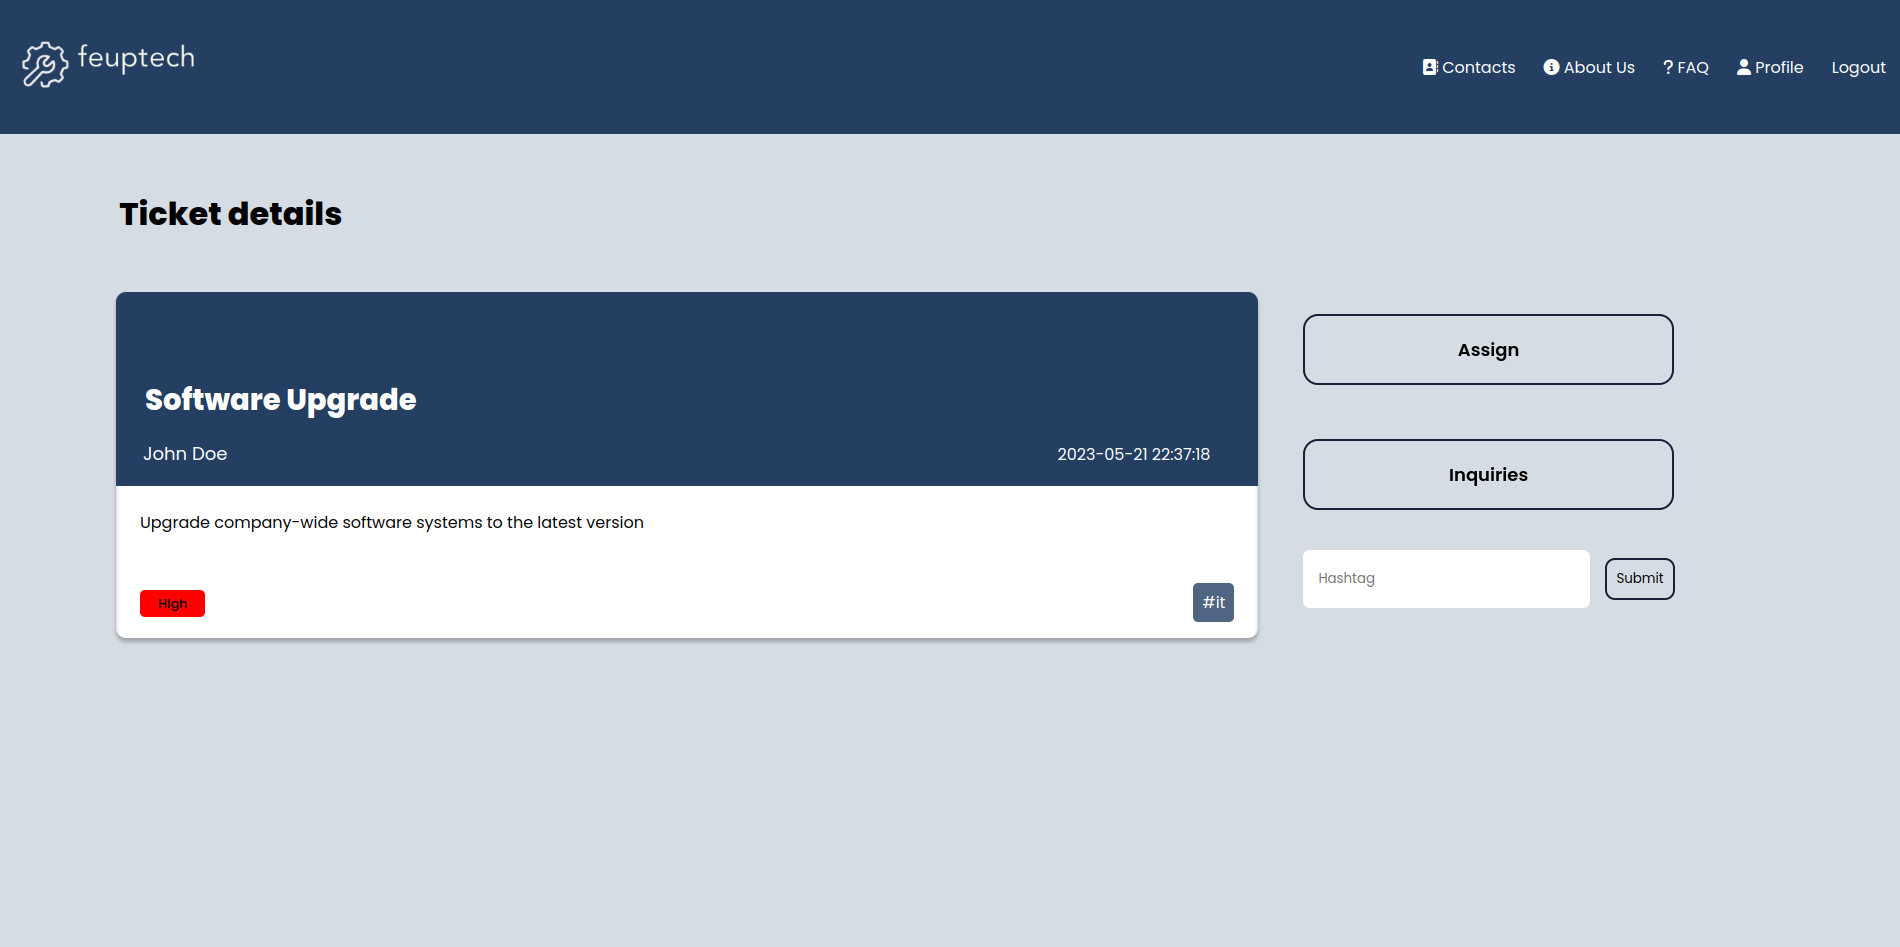 feuptech
Contacts
About Us
? FAQ
Profile
Logout
Ticket details
Software Upgrade
John Doe
2023-05-21 22:37:18
Upgrade company-wide software systems to the latest version
High
#it
Assign
Inquiries
Hashtag
Submit